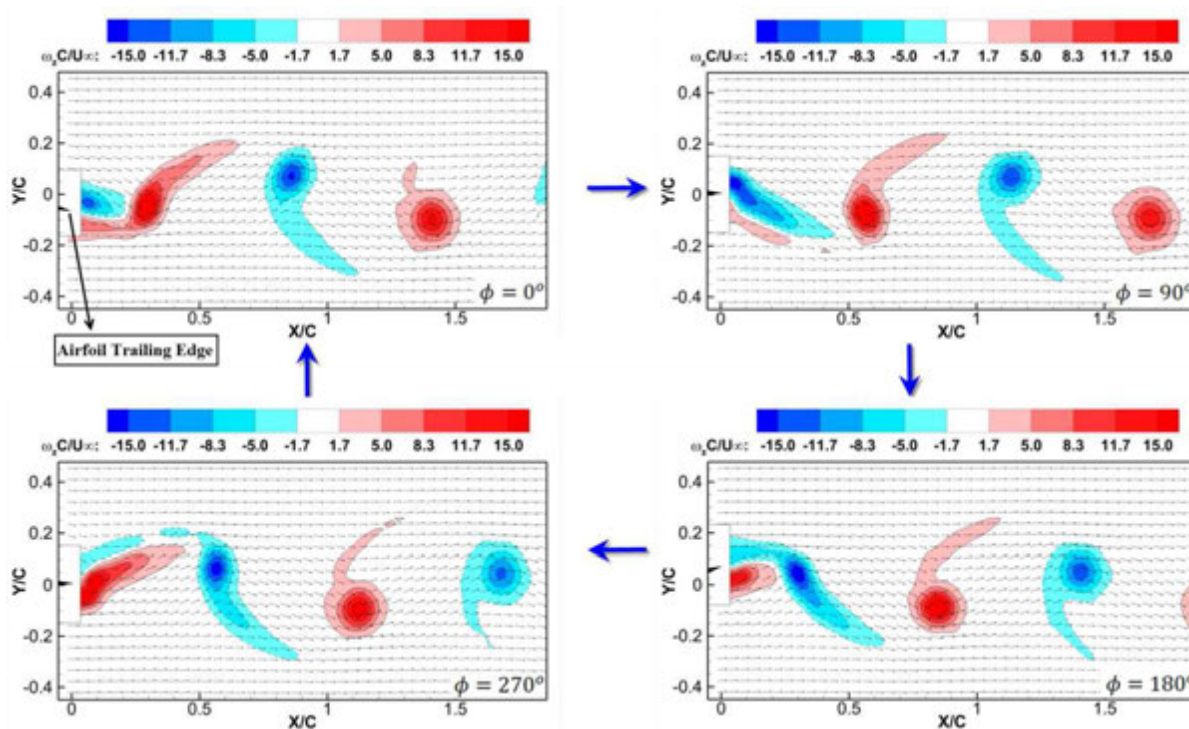 ω_zC/U∞: -15.0 -11.7 -8.3 -5.0 -1.7 1.7 5.0 8.3 11.7 15.0
Y/C
0.4
0.2
0
-0.2
-0.4
ϕ = 0°
0 0.5 1 1.5
X/C
Airfoil Trailing Edge
ω_zC/U∞: -15.0 -11.7 -8.3 -5.0 -1.7 1.7 5.0 8.3 11.7 15.0
Y/C
0.4
0.2
0
-0.2
-0.4
ϕ = 90°
0 0.5 1 1.5
X/C
ω_zC/U∞: -15.0 -11.7 -8.3 -5.0 -1.7 1.7 5.0 8.3 11.7 15.0
Y/C
0.4
0.2
0
-0.2
-0.4
ϕ = 270°
0 0.5 1 1.5
X/C
ω_zC/U∞: -15.0 -11.7 -8.3 -5.0 -1.7 1.7 5.0 8.3 11.7 15.0
Y/C
0.4
0.2
0
-0.2
-0.4
ϕ = 180°
0 0.5 1 1.5
X/C